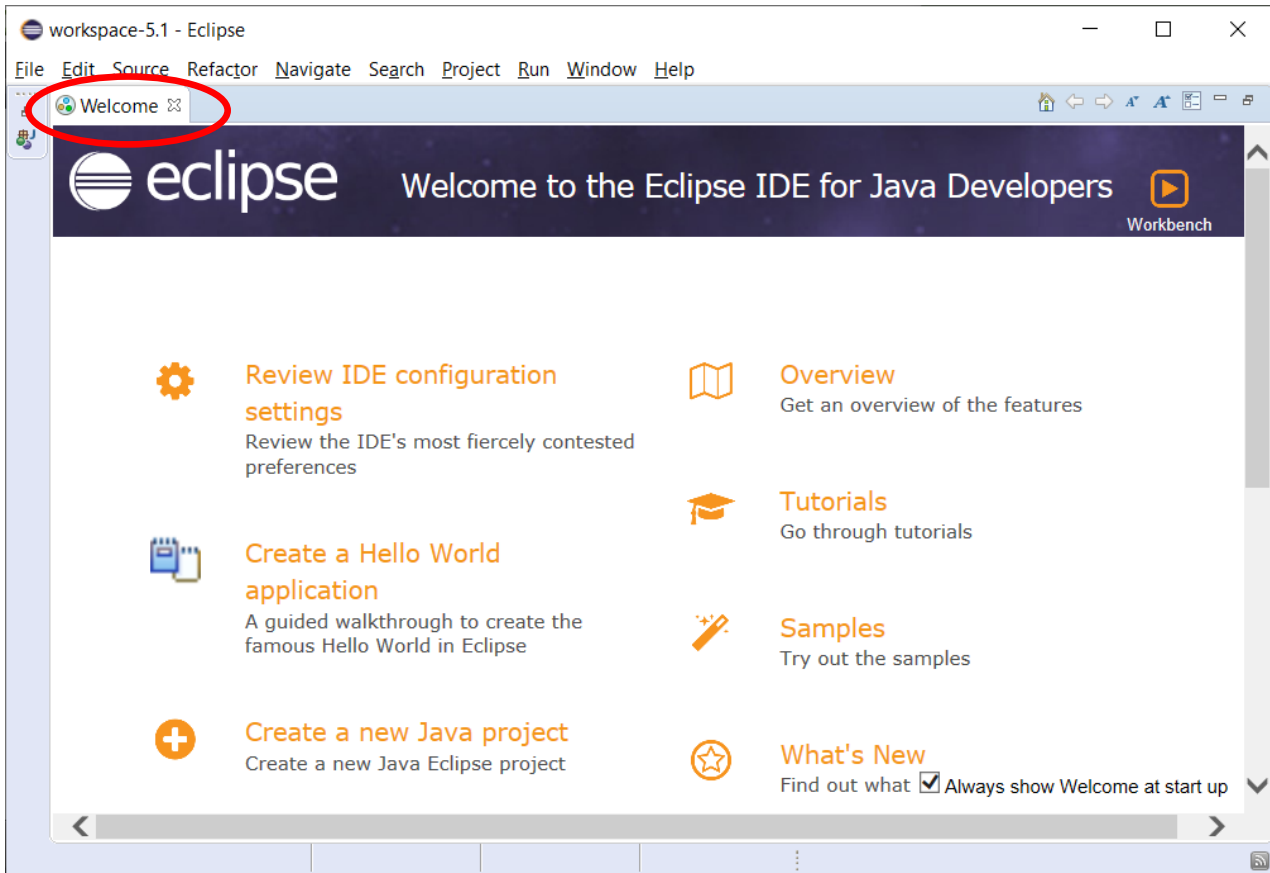 workspace-5.1 - Eclipse
File Edit Source Refactor Navigate Search Project Run Window Help
Welcome
eclipse Welcome to the Eclipse IDE for Java Developers
Workbench
Review IDE configuration
settings
Review the IDE's most fiercely contested
preferences
Create a Hello World
application
A guided walkthrough to create the
famous Hello World in Eclipse
Create a new Java project
Create a new Java Eclipse project
Overview
Get an overview of the features
Tutorials
Go through tutorials
Samples
Try out the samples
What's New
Find out what Always show Welcome at start up